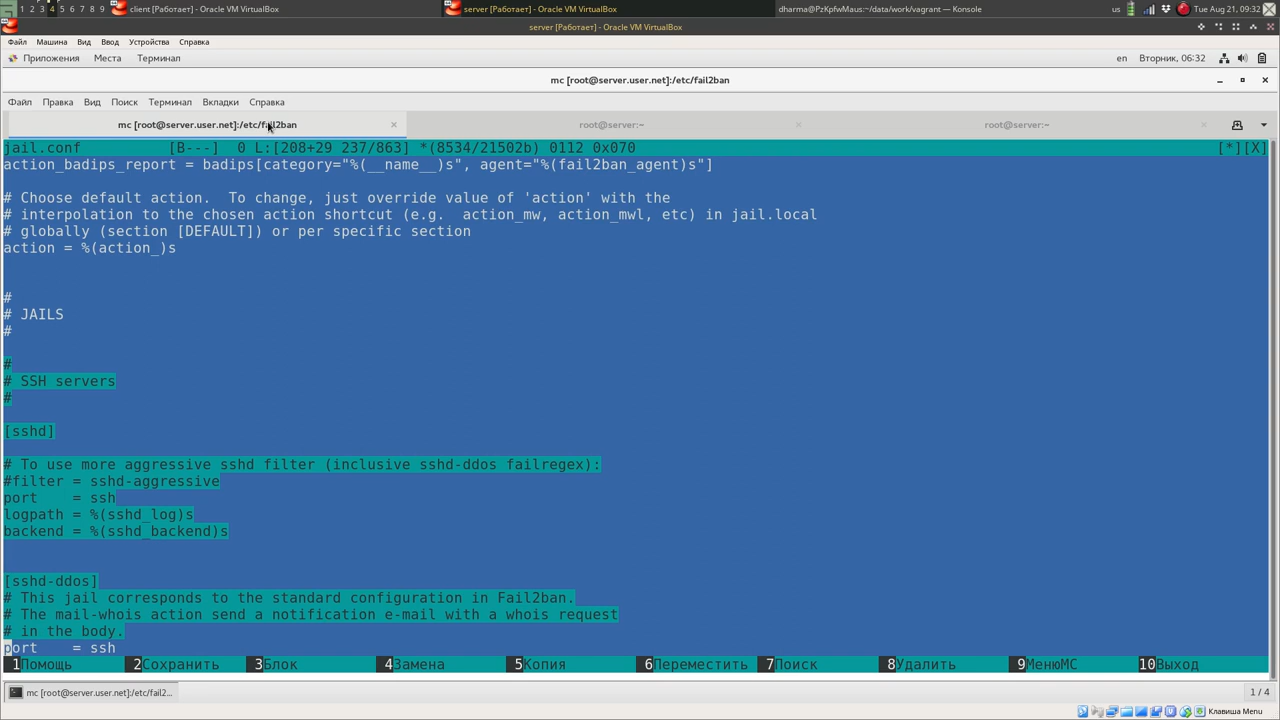 1 2 3 4 5 6 7 8 9 client [Работает] - Oracle VM VirtualBox server [Работает] - Oracle VM VirtualBox dharma@PzKpfwMaus:~/data/work/vagrant — Konsole us Tue Aug 21, 09:32
server [Работает] - Oracle VM VirtualBox
Файл Машина Вид Ввод Устройства Справка
Приложения Места Терминал en Вторник, 06:32
mc [root@server.user.net]:/etc/fail2ban
Файл Правка Вид Поиск Терминал Вкладки Справка
mc [root@server.user.net]:/etc/fail2ban × root@server:~ × root@server:~ ×
jail.conf [B---] 0 L:[208+29 237/863] *(8534/21502b) 0112 0x070 [*][X]
action_badips_report = badips[category="%(__name__)s", agent="%(fail2ban_agent)s"]
# Choose default action.  To change, just override value of 'action' with the
# interpolation to the chosen action shortcut (e.g.  action_mw, action_mwl, etc) in jail.local
# globally (section [DEFAULT]) or per specific section
action = %(action_)s
#
# JAILS
#
#
# SSH servers
#
[sshd]
# To use more aggressive sshd filter (inclusive sshd-ddos failregex):
#filter = sshd-aggressive
port    = ssh
logpath = %(sshd_log)s
backend = %(sshd_backend)s
[sshd-ddos]
# This jail corresponds to the standard configuration in Fail2ban.
# The mail-whois action send a notification e-mail with a whois request
# in the body.
port    = ssh
1Помощь 2Сохранить 3Блок 4Замена 5Копия 6Переместить 7Поиск 8Удалить 9МенюMC 10Выход
mc [root@server.user.net]:/etc/fail2... 1 / 4
Клавиша Menu